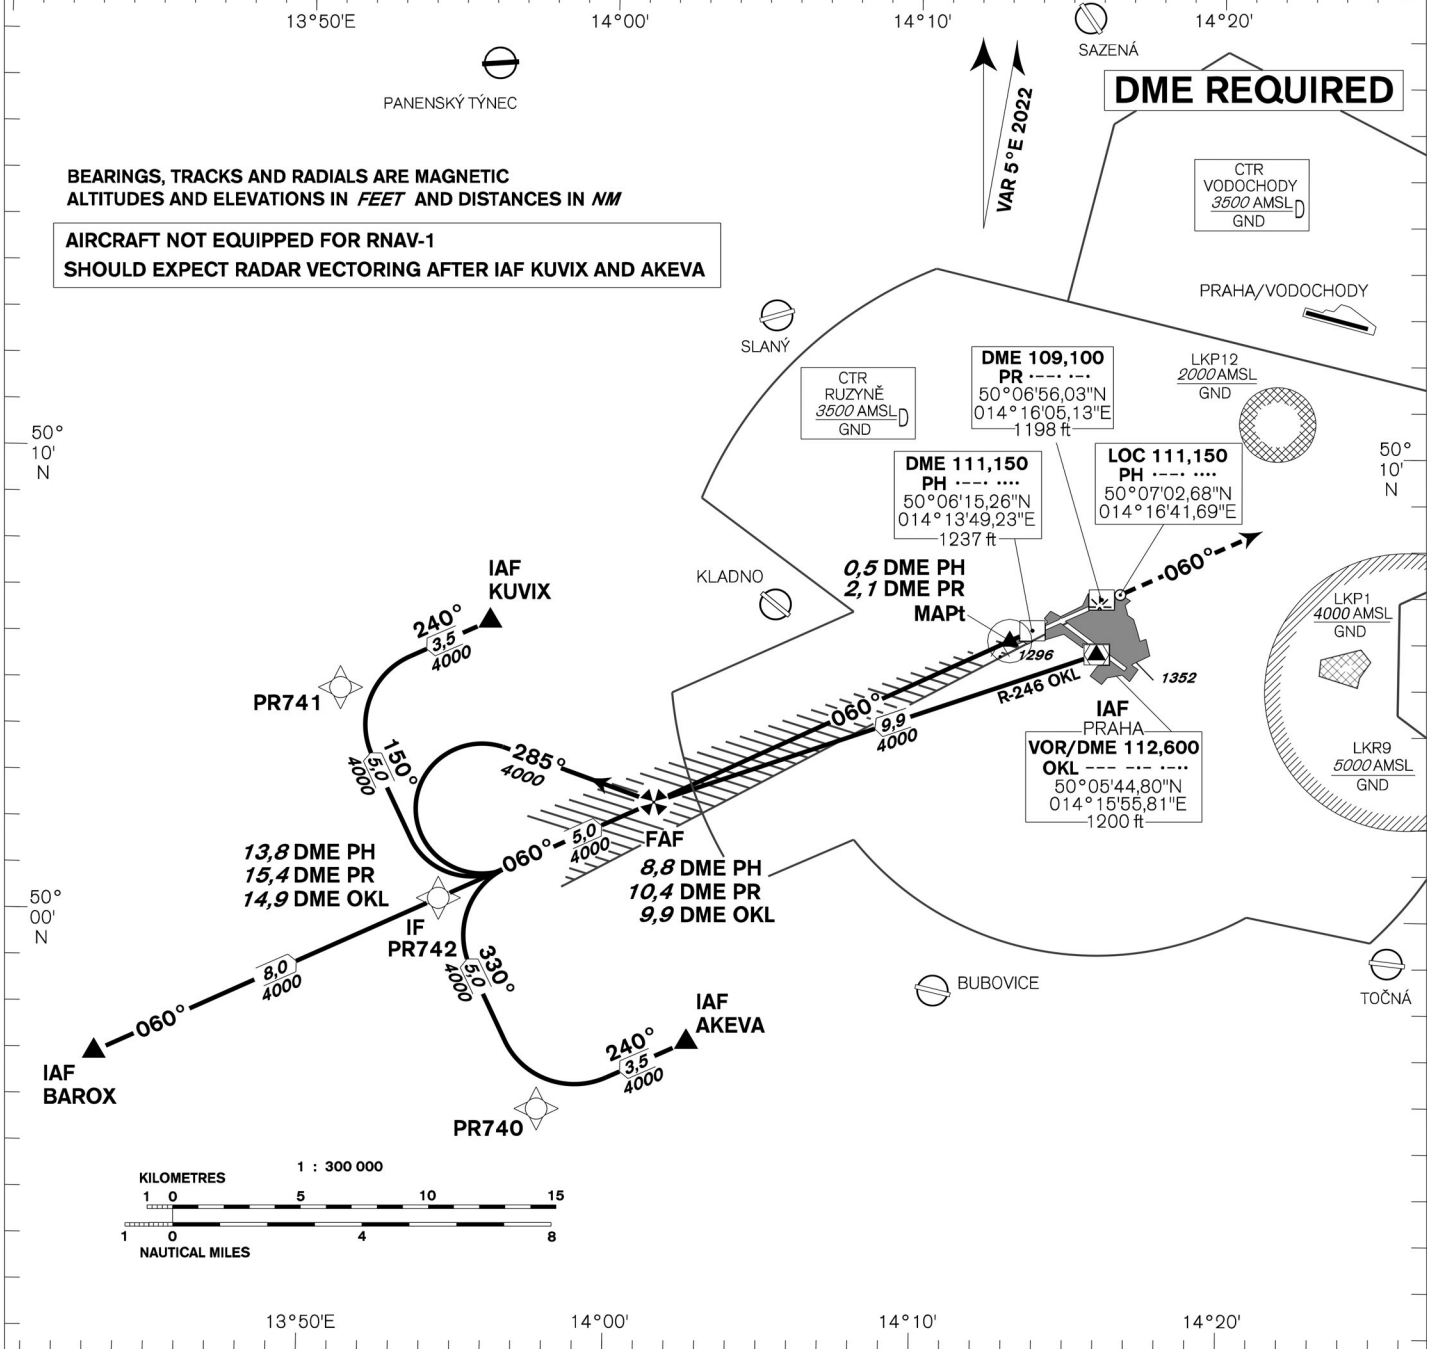 13°50'E
14°00'
14°10'
14°20'
SAZENÁ
DME REQUIRED
PANENSKÝ TÝNEC
VAR 5°E 2022
BEARINGS, TRACKS AND RADIALS ARE MAGNETIC
ALTITUDES AND ELEVATIONS IN FEET AND DISTANCES IN NM
AIRCRAFT NOT EQUIPPED FOR RNAV-1
SHOULD EXPECT RADAR VECTORING AFTER IAF KUVIX AND AKEVA
CTR
VODOCHODY
3500 AMSL D
GND
PRAHA/VODOCHODY
SLANÝ
CTR
RUZYNĚ
3500 AMSL D
GND
DME 109,100
PR ·--· ·-·
50°06'56,03"N
014°16'05,13"E
1198 ft
LKP12
2000 AMSL
GND
50°
10'
N
50°
10'
N
DME 111,150
PH ·--· ····
50°06'15,26"N
014°13'49,23"E
1237 ft
LOC 111,150
PH ·--· ····
50°07'02,68"N
014°16'41,69"E
060°
0,5 DME PH
2,1 DME PR
MAPt
KLADNO
IAF
KUVIX
240°
3,5
4000
LKP1
4000 AMSL
GND
1296
1352
R-246 OKL
PR741
060°
9,9
4000
IAF
PRAHA
VOR/DME 112,600
OKL --- -·- ·-··
50°05'44,80"N
014°15'55,81"E
1200 ft
LKR9
5000 AMSL
GND
150°
5,0
4000
285°
4000
060°
5,0
4000
FAF
8,8 DME PH
10,4 DME PR
9,9 DME OKL
13,8 DME PH
15,4 DME PR
14,9 DME OKL
50°
00'
N
IF
PR742
330°
5,0
4000
8,0
4000
060°
BUBOVICE
TOČNÁ
IAF
AKEVA
240°
3,5
4000
IAF
BAROX
PR740
1 : 300 000
KILOMETRES
1 0 5 10 15
1 0 4 8
NAUTICAL MILES
13°50'E
14°00'
14°10'
14°20'